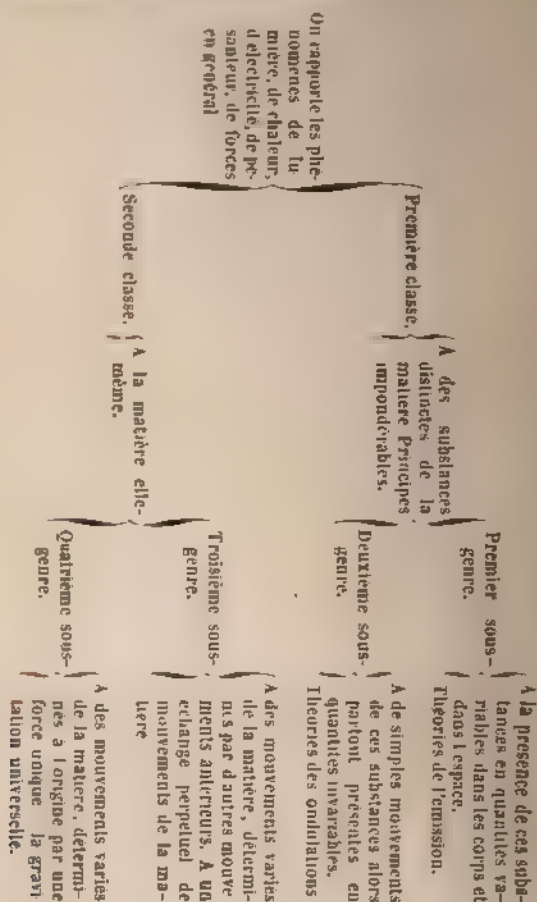 On rapporte les phé-
nomènes de lu-
mière, de chaleur,
d'électricité, de pe-
santeur, de forces
en général
Première classe.
A des substances
distinctes de la
matière Principes
impondérables.
Premier sous-
genre.
A la présence de ces subs-
tances en quantités va-
riables dans les corps et
dans l'espace.
Théories de l'émission.
Deuxième sous-
genre.
A de simples mouvements
de ces substances alors
partout présentes en
quantités invariables.
Théories des ondulations
Seconde classe.
A la matière elle-
même.
Troisième sous-
genre.
A des mouvements variés
de la matière, détermi-
nés par d'autres mouve
ments antérieurs. A un
échange perpétuel de
mouvements de la ma-
tière
Quatrième sous-
genre.
A des mouvements variés
de la matière, détermi-
nés à l'origine par une
force unique la gravi-
tation universelle.